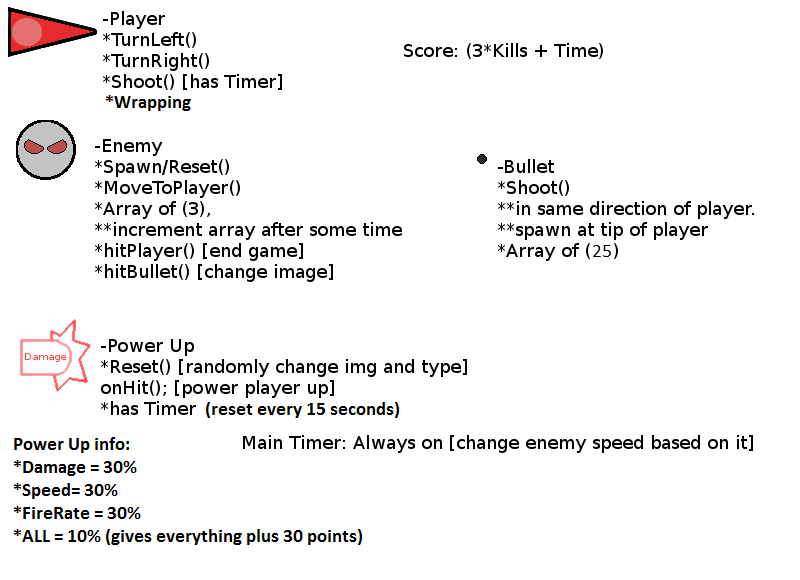 -Player
*TurnLeft()
*TurnRight()
*Shoot() [has Timer]
*Wrapping
Score: (3*Kills + Time)
-Enemy
*Spawn/Reset()
*MoveToPlayer()
*Array of (3),
**increment array after some time
*hitPlayer() [end game]
*hitBullet() [change image]
-Bullet
*Shoot()
**in same direction of player.
**spawn at tip of player
*Array of (25)
Damage
-Power Up
*Reset() [randomly change img and type]
onHit(); [power player up]
*has Timer (reset every 15 seconds)
Main Timer: Always on [change enemy speed based on it]
Power Up info:
*Damage = 30%
*Speed= 30%
*FireRate = 30%
*ALL = 10% (gives everything plus 30 points)